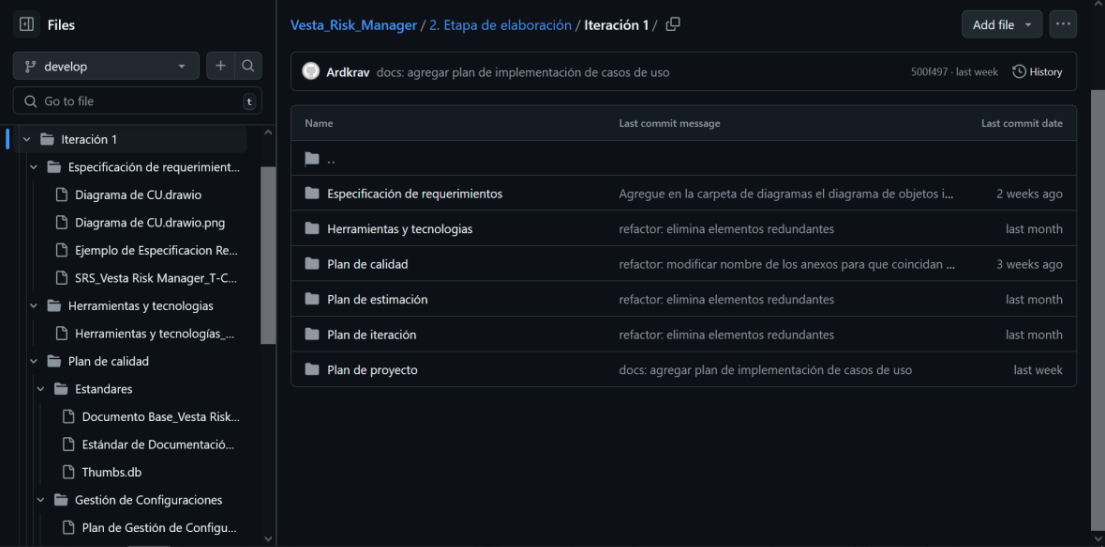 Files
develop
Go to file
t
Iteración 1
Especificación de requerimient...
Diagrama de CU.drawio
Diagrama de CU.drawio.png
Ejemplo de Especificacion Re...
SRS_Vesta Risk Manager_T-C...
Herramientas y tecnologias
Herramientas y tecnologías_...
Plan de calidad
Estandares
Documento Base_Vesta Risk...
Estándar de Documentació...
Thumbs.db
Gestión de Configuraciones
Plan de Gestión de Configu...
Vesta_Risk_Manager / 2. Etapa de elaboración / Iteración 1 /
Add file
Ardkrav docs: agregar plan de implementación de casos de uso
500f497 · last week
History
Name Last commit message Last commit date
..
Especificación de requerimientos Agregue en la carpeta de diagramas el diagrama de objetos i... 2 weeks ago
Herramientas y tecnologias refactor: elimina elementos redundantes last month
Plan de calidad refactor: modificar nombre de los anexos para que coincidan ... 3 weeks ago
Plan de estimación refactor: elimina elementos redundantes last month
Plan de iteración refactor: elimina elementos redundantes last month
Plan de proyecto docs: agregar plan de implementación de casos de uso last week